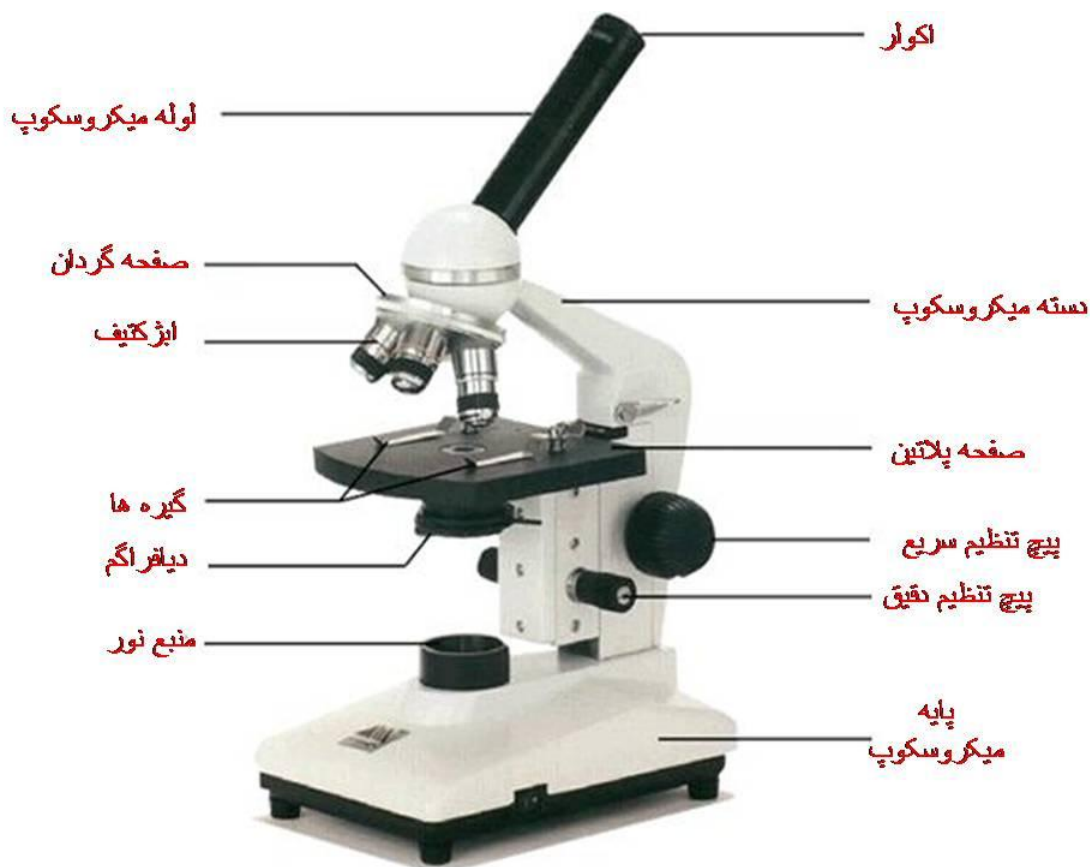 اکولر
لوله میکروسکوپ
صفحه گردان
دسته میکروسکوپ
ابژکتیف
صفحه پلاتین
گیره ها
پیچ تنظیم سریع
دیافراگم
پیچ تنظیم دقیق
منبع نور
پایه
میکروسکوپ